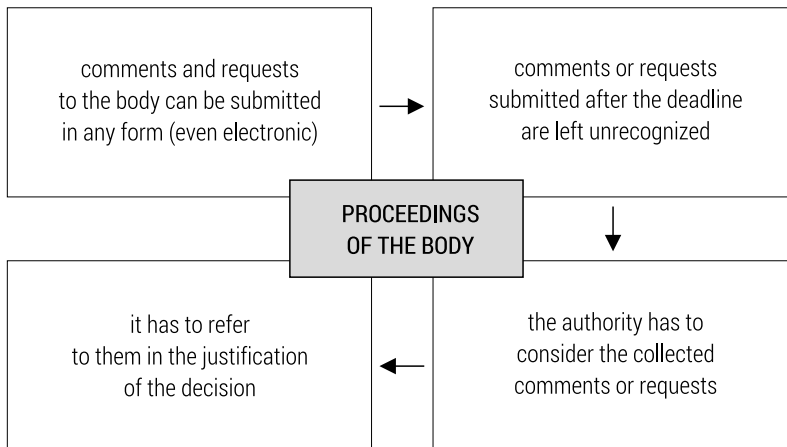 comments and requests
to the body can be submitted
in any form (even electronic)
comments or requests
submitted after the deadline
are left unrecognized
PROCEEDINGS
OF THE BODY
it has to refer
to them in the justification
of the decision
the authority has to
consider the collected
comments or requests